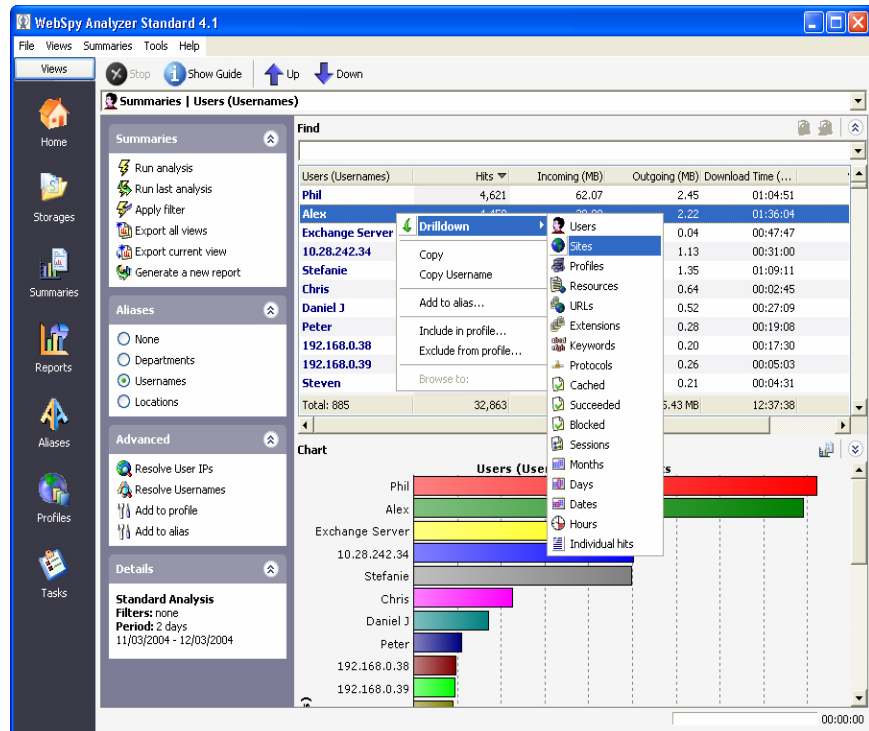 WebSpy Analyzer Standard 4.1
File Views Summaries Tools Help
Views
Stop Show Guide Up Down
Summaries | Users (Usernames)
Home
Storages
Summaries
Reports
Aliases
Profiles
Tasks
Summaries
Run analysis
Run last analysis
Apply filter
Export all views
Export current view
Generate a new report
Aliases
None
Departments
Usernames
Locations
Advanced
Resolve User IPs
Resolve Usernames
Add to profile
Add to alias
Details
Standard Analysis
Filters: none
Period: 2 days
11/03/2004 - 12/03/2004
Find
Users (Usernames) Hits Incoming (MB) Outgoing (MB) Download Time (...
Phil 4,621 62.07 2.45 01:04:51
Alex 2.22 01:36:04
Exchange Server 0.04 00:47:47
10.28.242.34 1.13 00:31:00
Stefanie 1.35 01:09:11
Chris 0.64 00:02:45
Daniel J 0.52 00:27:09
Peter 0.28 00:19:08
192.168.0.38 0.20 00:17:30
192.168.0.39 0.26 00:05:03
Steven 0.21 00:04:31
Total: 885 32,863 5.43 MB 12:37:38
Drilldown
Copy
Copy Username
Add to alias...
Include in profile...
Exclude from profile...
Browse to:
Users
Sites
Profiles
Resources
URLs
Extensions
Keywords
Protocols
Cached
Succeeded
Blocked
Sessions
Months
Days
Dates
Hours
Individual hits
Chart
Users (User
Phil
Alex
Exchange Server
10.28.242.34
Stefanie
Chris
Daniel J
Peter
192.168.0.38
192.168.0.39
00:00:00